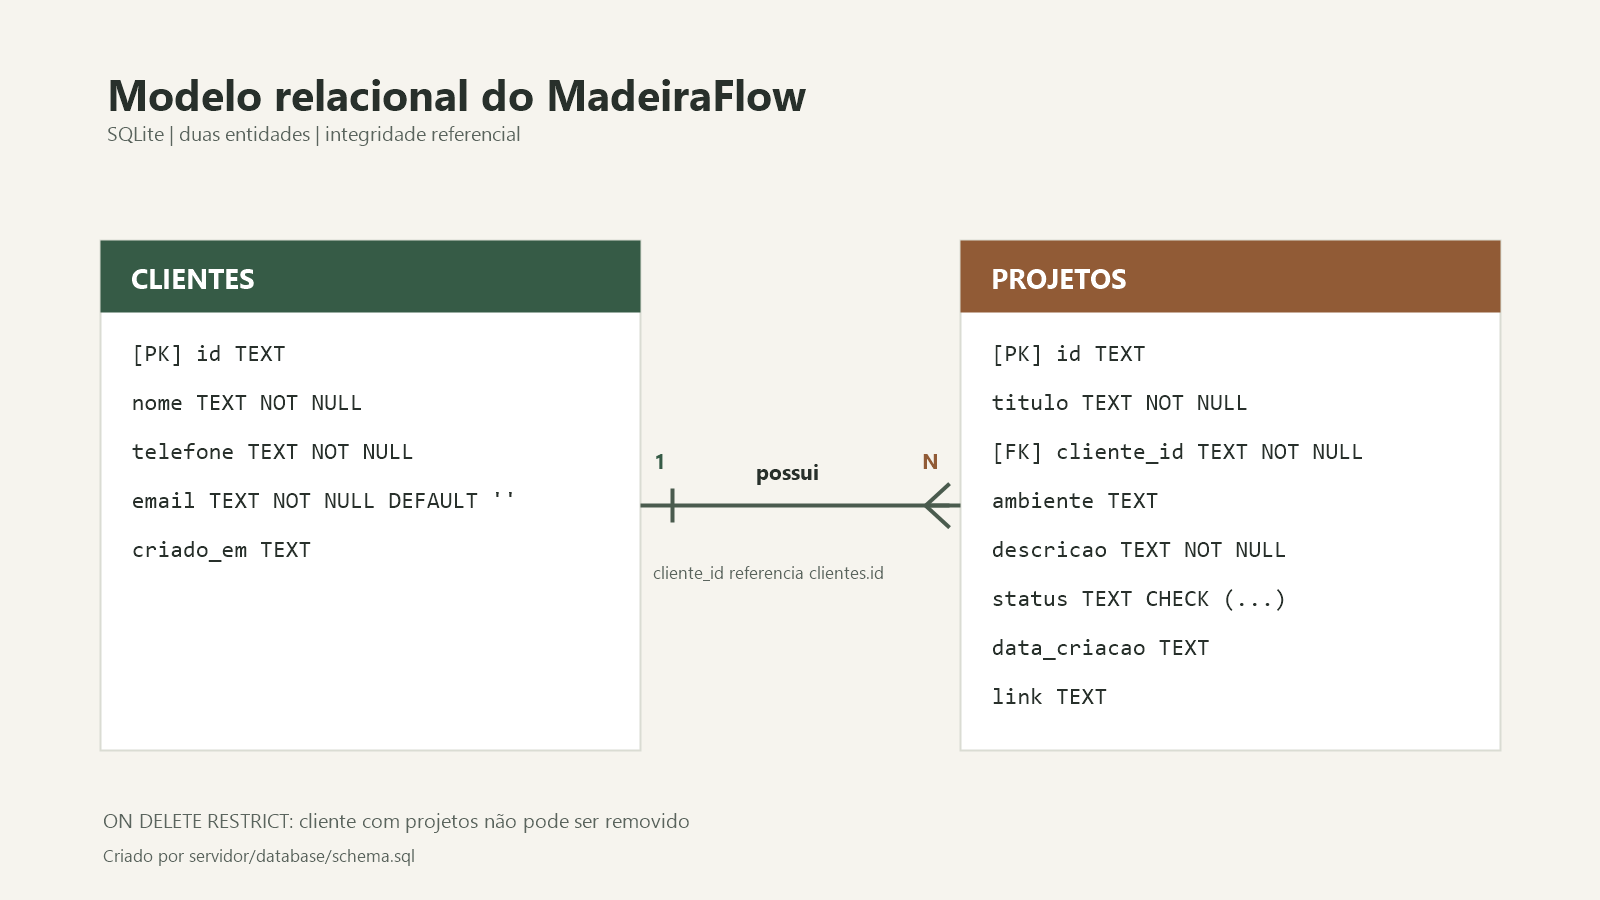 Modelo relacional do MadeiraFlow
SQLite | duas entidades | integridade referencial
CLIENTES
[PK] id TEXT
nome TEXT NOT NULL
telefone TEXT NOT NULL
email TEXT NOT NULL DEFAULT ''
criado_em TEXT
1
possui
N
cliente_id referencia clientes.id
PROJETOS
[PK] id TEXT
titulo TEXT NOT NULL
[FK] cliente_id TEXT NOT NULL
ambiente TEXT
descricao TEXT NOT NULL
status TEXT CHECK (...)
data_criacao TEXT
link TEXT
ON DELETE RESTRICT: cliente com projetos não pode ser removido
Criado por servidor/database/schema.sql